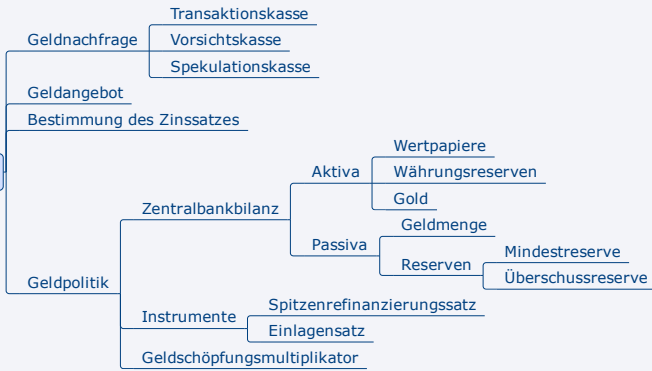 Geldnachfrage
Transaktionskasse
Vorsichtskasse
Spekulationskasse
Geldangebot
Bestimmung des Zinssatzes
Geldpolitik
Zentralbankbilanz
Aktiva
Wertpapiere
Währungsreserven
Gold
Passiva
Geldmenge
Reserven
Mindestreserve
Überschussreserve
Instrumente
Spitzenrefinanzierungssatz
Einlagensatz
Geldschöpfungsmultiplikator